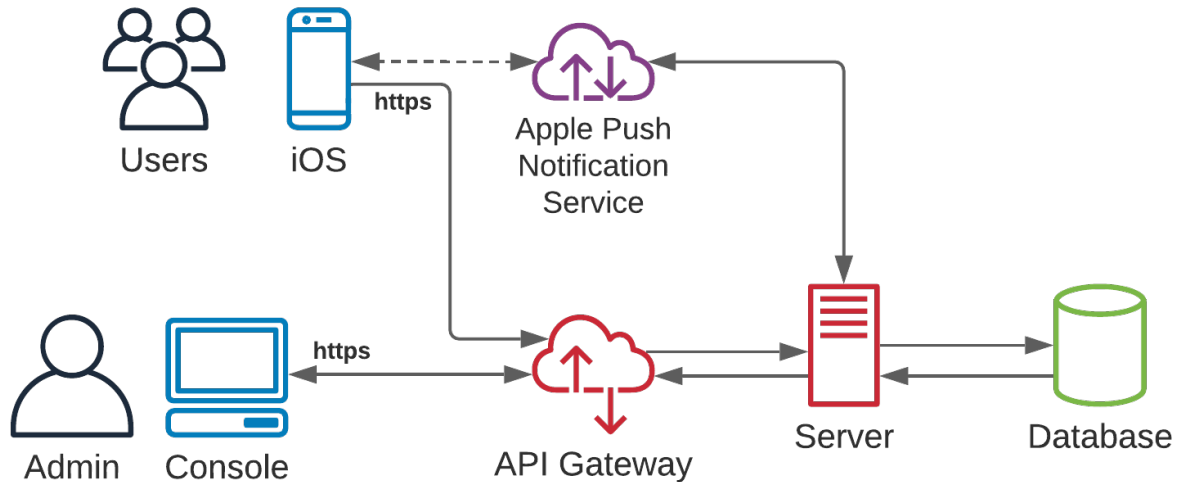 https
Users
iOS
Apple Push
Notification
Service
https
Admin
Console
API Gateway
Server
Database